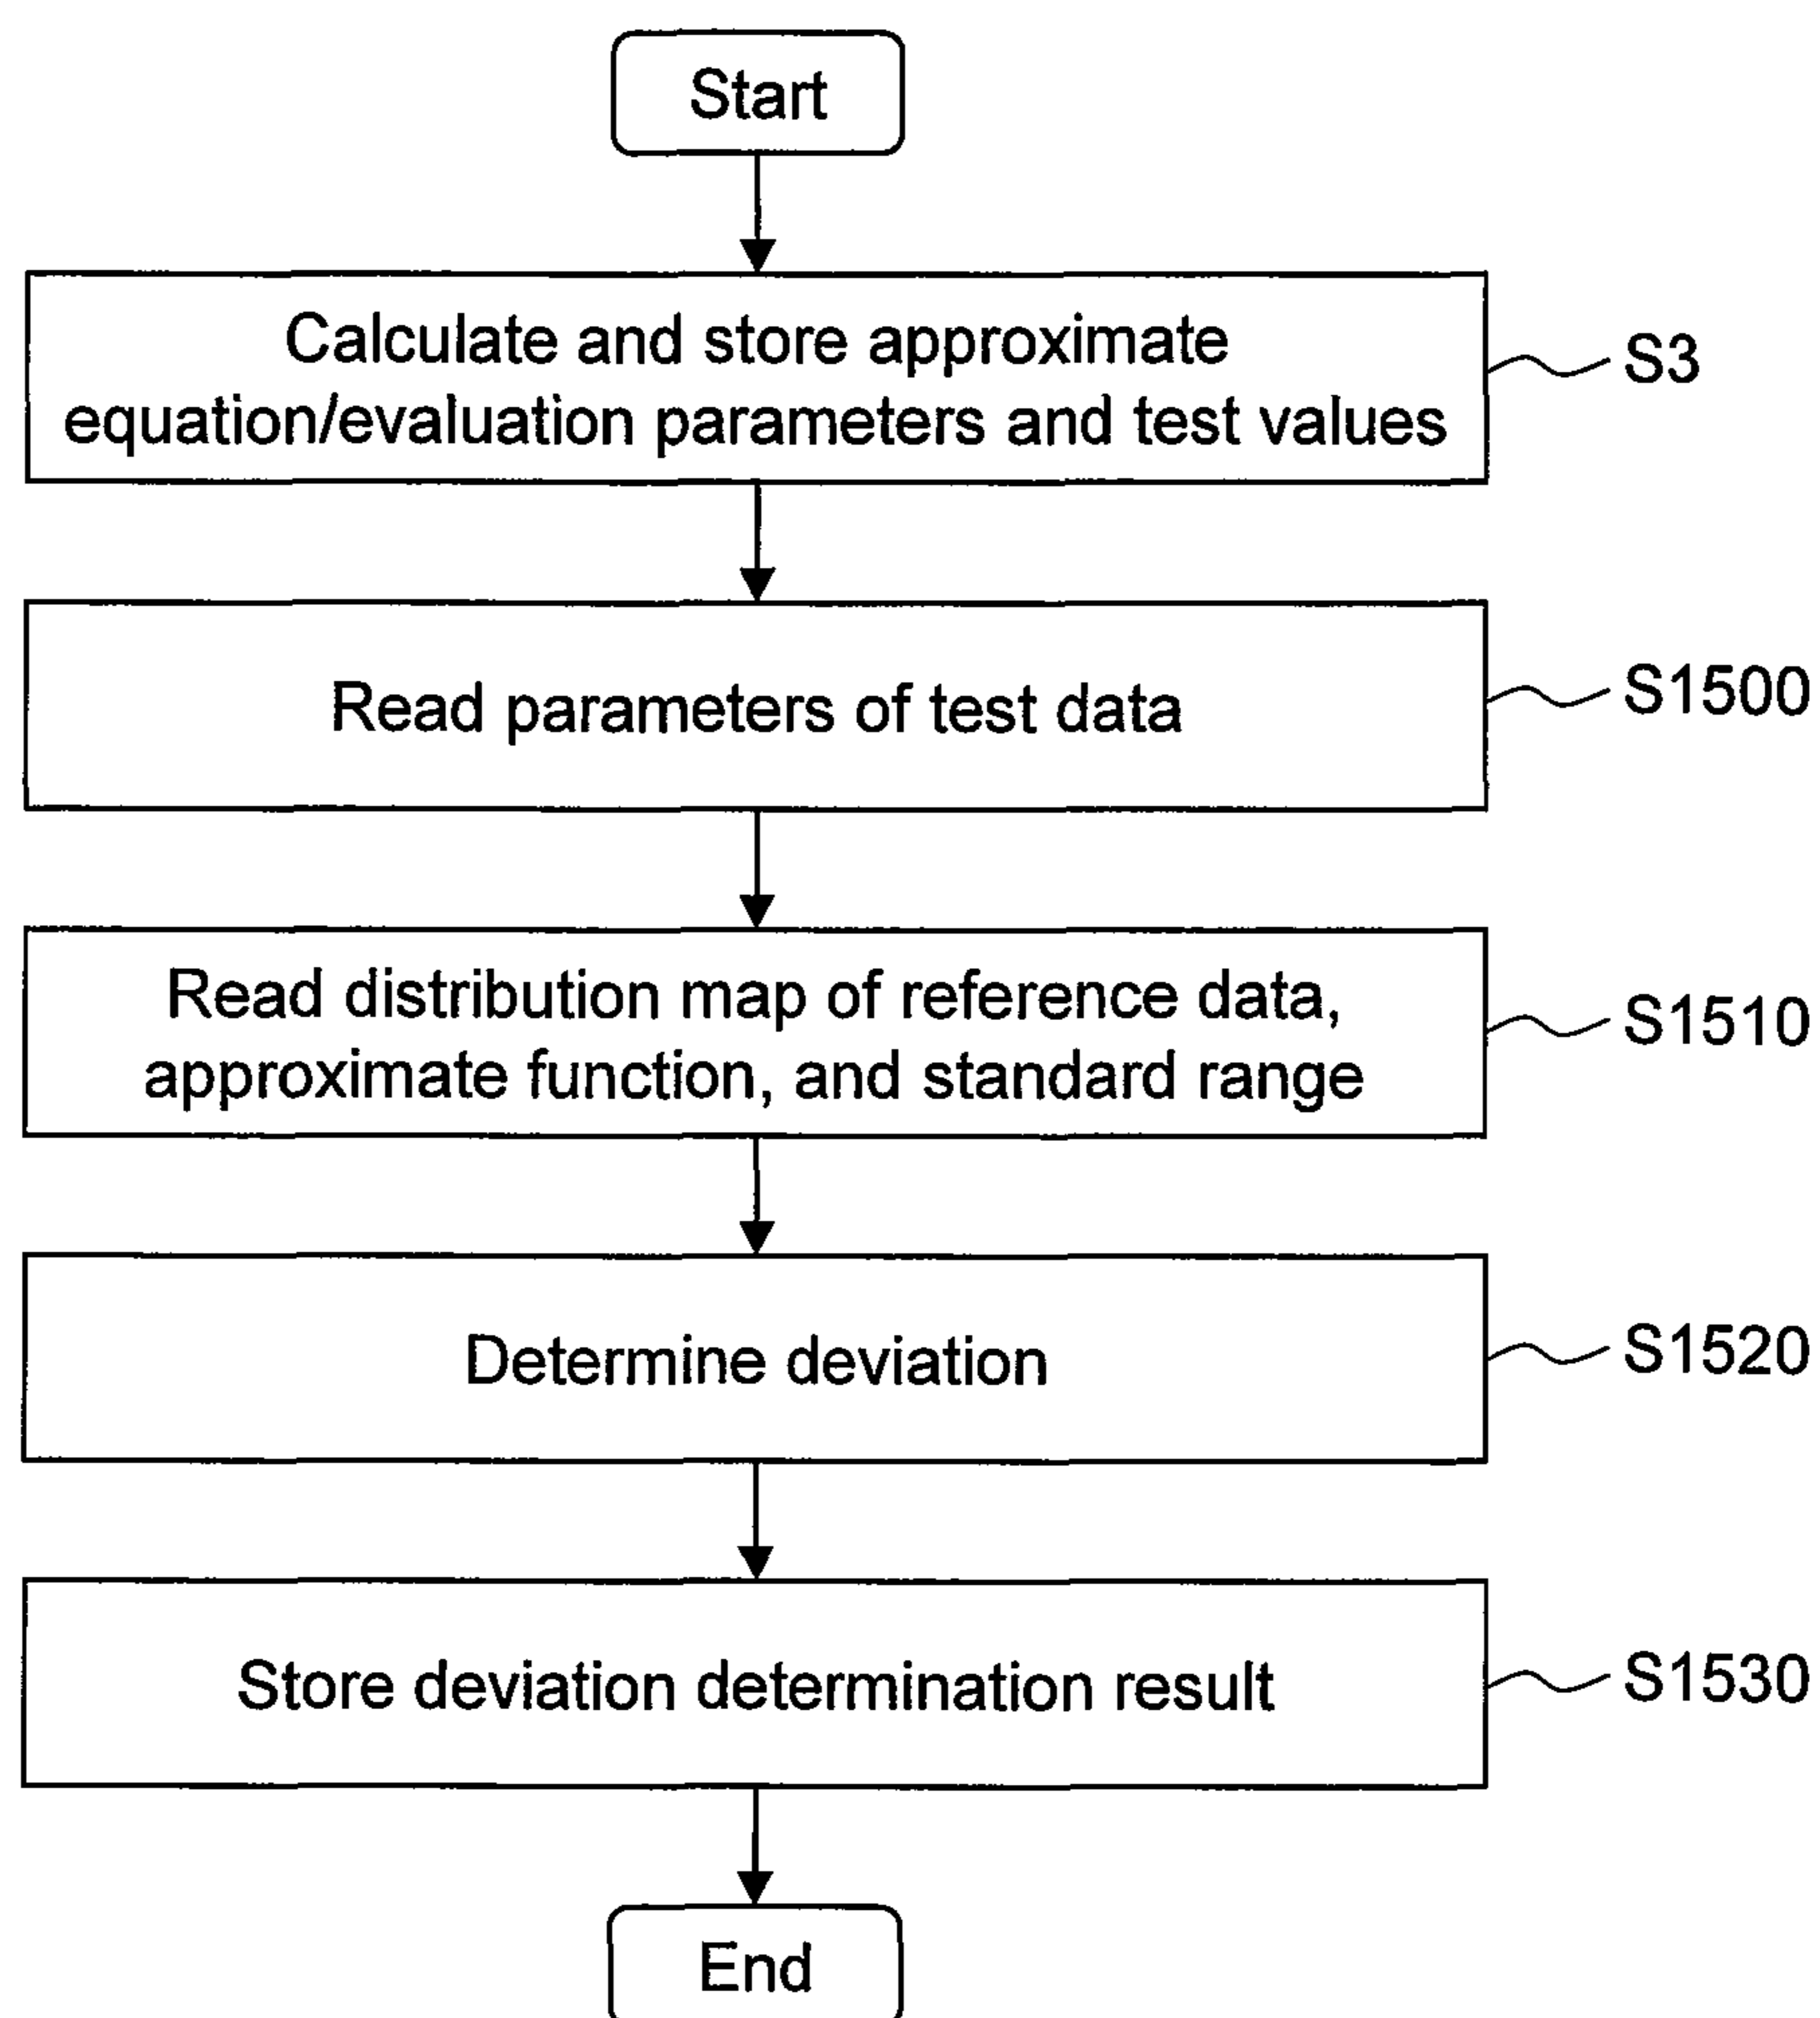 Start
Calculate and store approximate
equation/evaluation parameters and test values
S3
Read parameters of test data
S1500
Read distribution map of reference data,
approximate function, and standard range
S1510
Determine deviation
S1520
Store deviation determination result
S1530
End